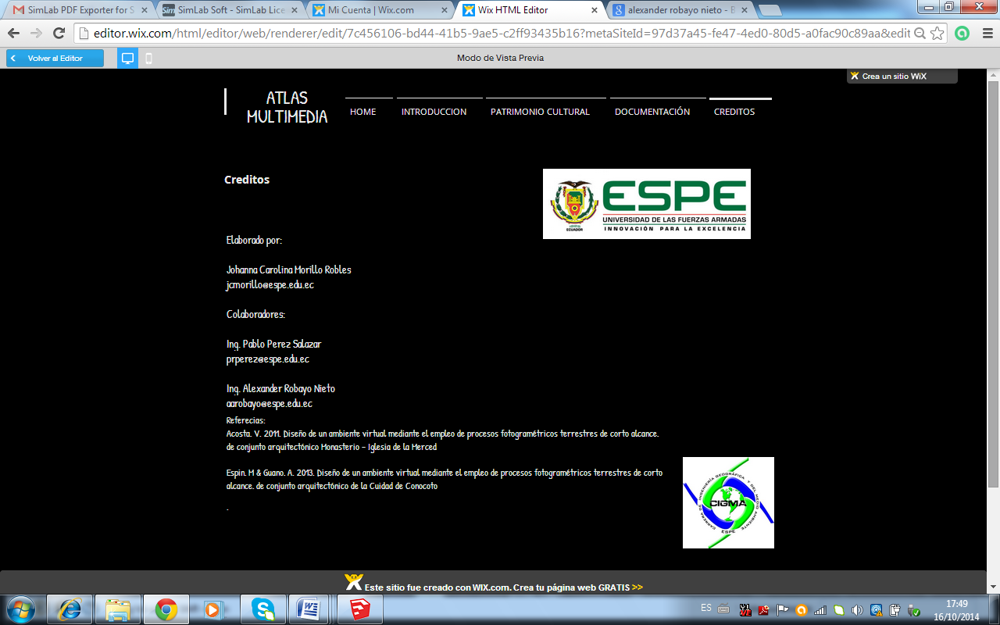 SimLab PDF Exporter for S
SimLab Soft - SimLab Lice
Mi Cuenta | Wix.com
Wix HTML Editor
alexander robayo nieto - B
editor.wix.com/html/editor/web/renderer/edit/7c456106-bd44-41b5-9ae5-c2ff93435b16?metaSiteId=97d37a45-fe47-4ed0-80d5-a0fac90c89aa&edit
Volver al Editor
Modo de Vista Previa
Crea un sitio WiX
ATLAS
MULTIMEDIA
HOME INTRODUCCION PATRIMONIO CULTURAL DOCUMENTACIÓN CREDITOS
Creditos
ESPE
UNIVERSIDAD DE LAS FUERZAS ARMADAS
INNOVACIÓN PARA LA EXCELENCIA
ECUADOR
Elaborado por:
Johanna Carolina Morillo Robles
jcmorillo@espe.edu.ec
Colaboradores:
Ing. Pablo Perez Salazar
prperez@espe.edu.ec
Ing. Alexander Robayo Nieto
aarobayo@espe.edu.ec
Referecias:
Acosta. V. 2011. Diseño de un ambiente virtual mediante el empleo de procesos fotogramétricos terrestres de corto alcance.
de conjunto arquitectónico Monasterio – Iglesia de la Merced
Espin. M & Guano. A. 2013. Diseño de un ambiente virtual mediante el empleo de procesos fotogramétricos terrestres de corto
alcance. de conjunto arquitectónico de la Cuidad de Conocoto
.
CARRERA DE INGENIERÍA GEOGRÁFICA Y DEL MEDIO AMBIENTE
CIGMA
ESPE
Este sitio fue creado con WIX.com. Crea tu página web GRATIS >>
ES
17:49
16/10/2014